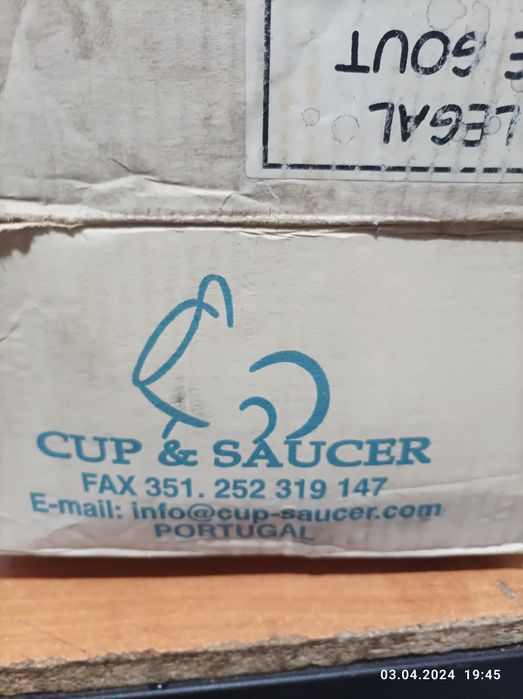 E GOUT
LEGAL
CUP & SAUCER
FAX 351. 252 319 147
E-mail: info@cup-saucer.com
PORTUGAL
03.04.2024 19:45